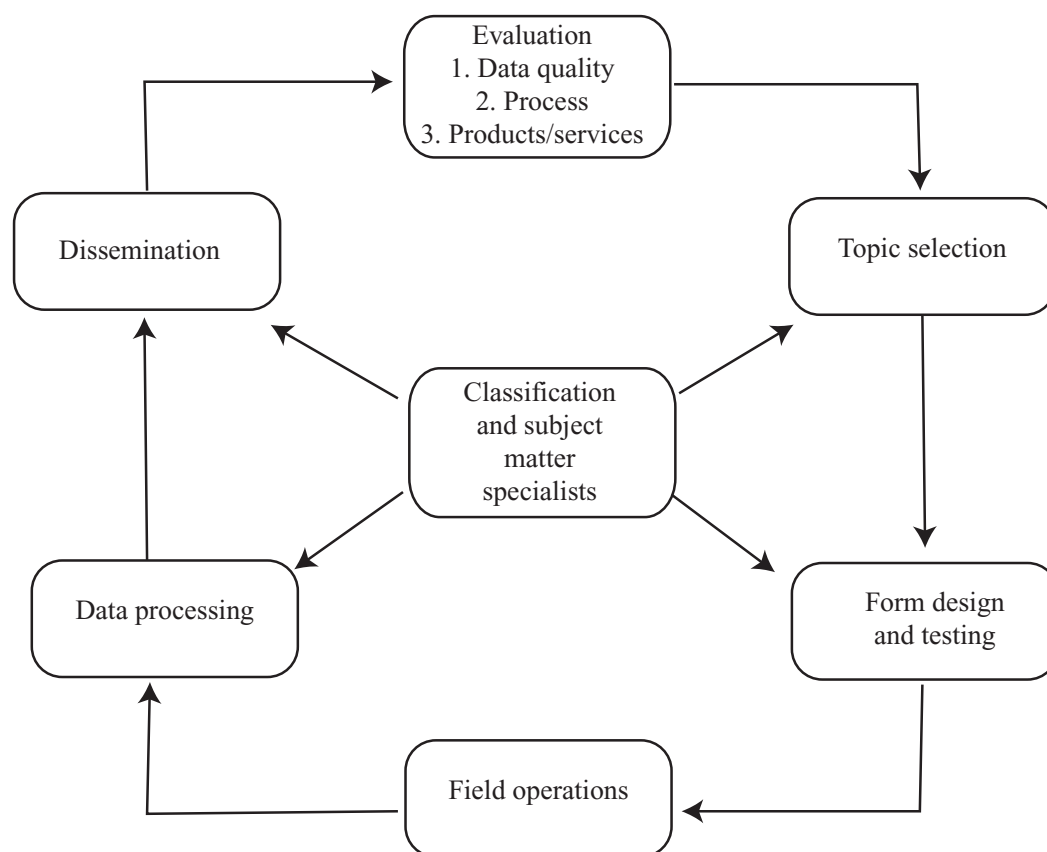 Evaluation
1. Data quality
2. Process
3. Products/services
Dissemination
Topic selection
Classification
and subject
matter
specialists
Data processing
Form design
and testing
Field operations